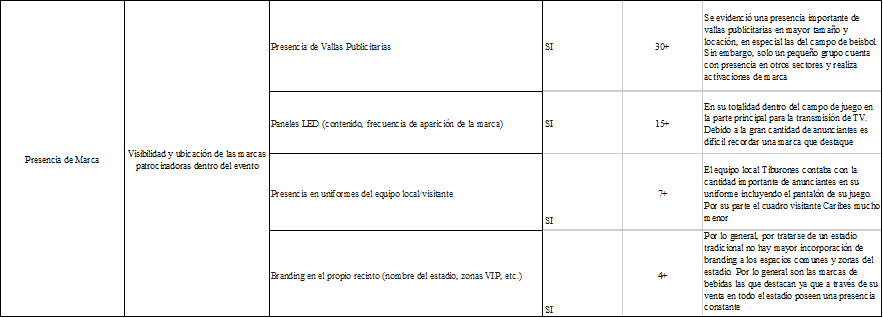 Presencia de Marca
Visibilidad y ubicación de las marcas
patrocinadoras dentro del evento
Presencia de Vallas Publicitarias
SI
30+
Se evidenció una presencia importante de
vallas publicitarias en mayor tamaño y
locación, en especial las del campo de beisbol.
Sin embargo, solo un pequeño grupo cuenta
con presencia en otros sectores y realiza
activaciones de marca
Paneles LED (contenido, frecuencia de aparición de la marca)
SI
15+
En su totalidad dentro del campo de juego en
la parte principal para la transmisión de TV.
Debido a la gran cantidad de anunciantes es
difícil recordar una marca que destaque
Presencia en uniformes del equipo local/visitante
SI
7+
El equipo local Tiburones contaba con la
cantidad importante de anunciantes en su
uniforme incluyendo el pantalón de su juego.
Por su parte el cuadro visitante Caribes mucho
menor
Branding en el propio recinto (nombre del estadio, zonas VIP, etc.)
SI
4+
Por lo general, por tratarse de un estadio
tradicional no hay mayor incorporación de
branding a los espacios comunes y zonas del
estadio. Por lo general son las marcas de
bebidas las que destacan ya que a través de su
venta en todo el estadio poseen una presencia
constante